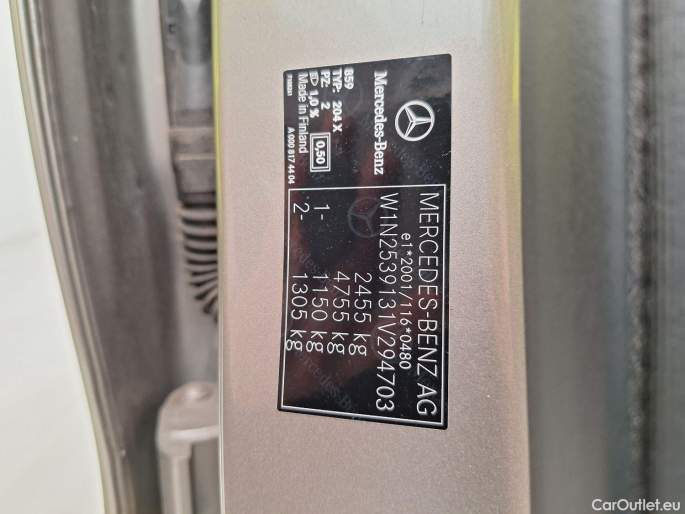 MERCEDES-BENZ AG
e1*2001/116*0480
W1N2539131V294703
2455 kg
4755 kg
1- 1150 kg
2- 1305 kg
Mercedes-Benz
859
TYP: 204 X
PZ: 2
1,0 % 0,50
Made in Finland
A 000 817 44 04
CarOutlet.eu